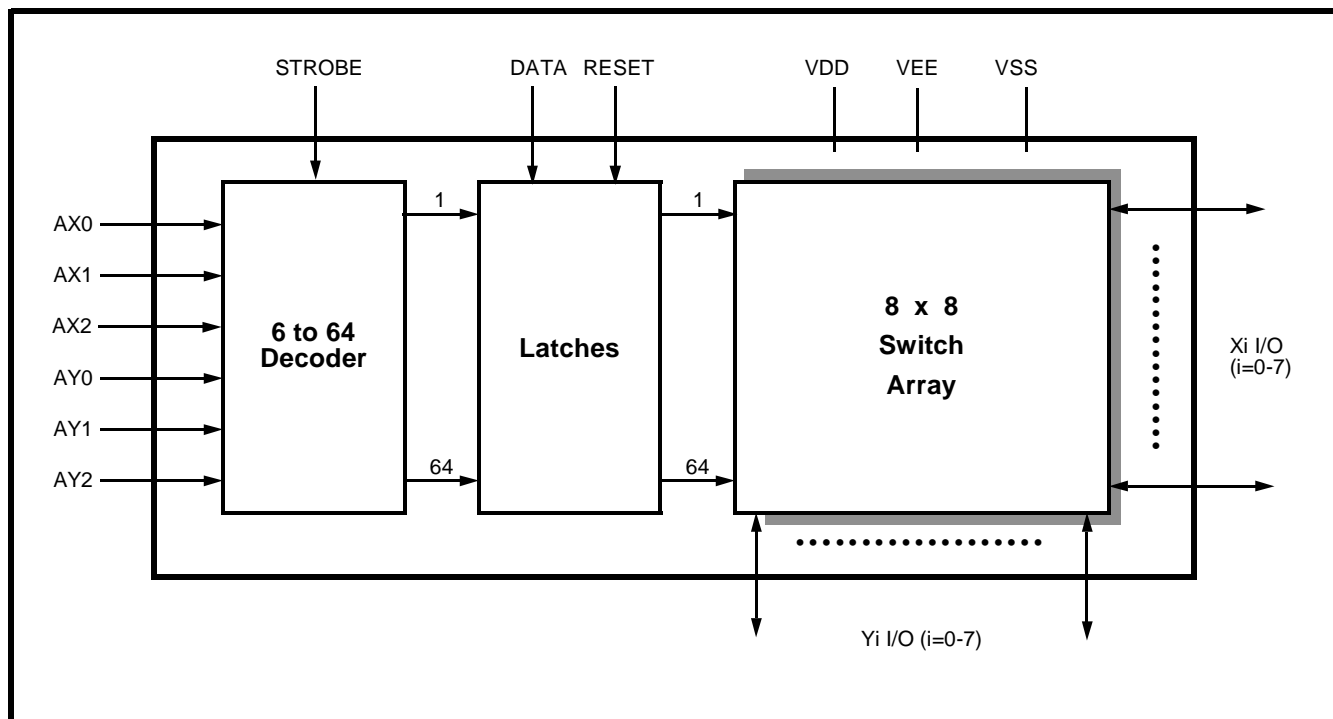 STROBE
DATA
RESET
VDD
VEE
VSS
AX0
AX1
AX2
AY0
AY1
AY2
6 to 64
Decoder
1
64
Latches
1
64
8 x 8
Switch
Array
Xi I/O
(i=0-7)
Yi I/O (i=0-7)